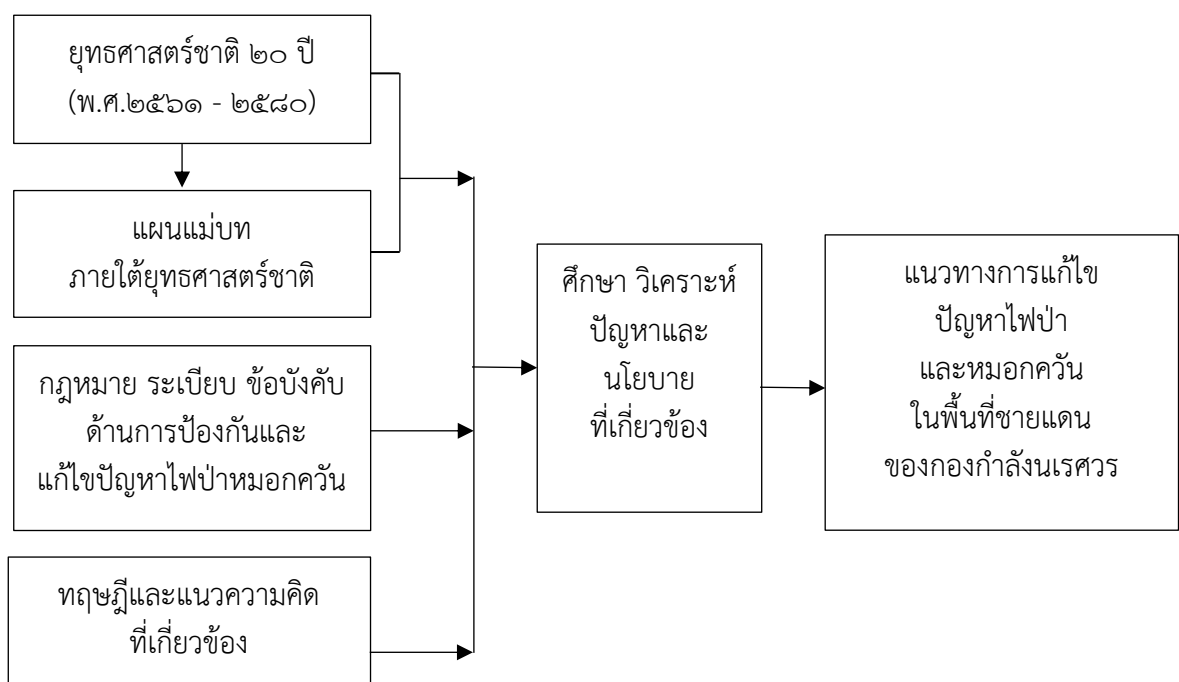 ยุทธศาสตร์ชาติ ๒๐ ปี
(พ.ศ.๒๕๖๑ - ๒๕๘๐)
แผนแม่บท
ภายใต้ยุทธศาสตร์ชาติ
กฎหมาย ระเบียบ ข้อบังคับ
ด้านการป้องกันและ
แก้ไขปัญหาไฟป่าหมอกควัน
ทฤษฎีและแนวความคิด
ที่เกี่ยวข้อง
ศึกษา วิเคราะห์
ปัญหาและ
นโยบาย
ที่เกี่ยวข้อง
แนวทางการแก้ไข
ปัญหาไฟป่า
และหมอกควัน
ในพื้นที่ชายแดน
ของกองกำลังนเรศวร